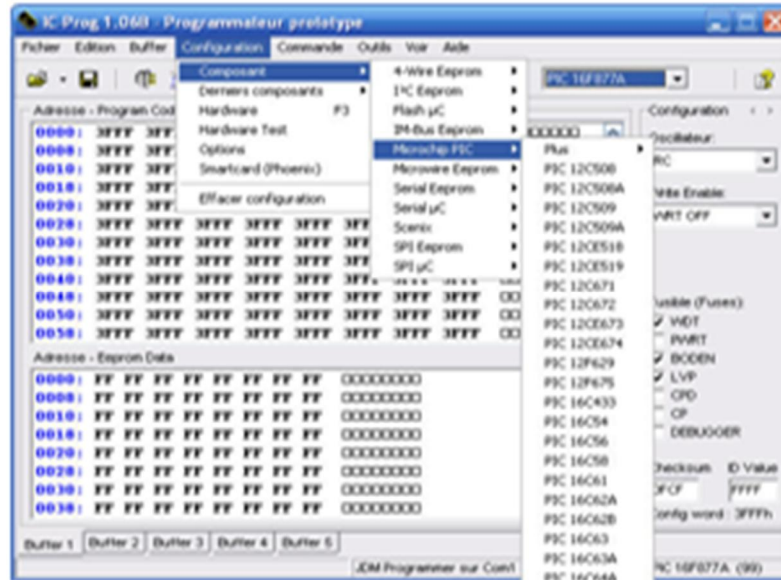 IC-Prog 1.06B - Programmateur prototype
Fichier Edition Buffer Configuration Commande Outils Voir Aide
PIC 16F877A
Composant
Derniers composants
Hardware F3
Hardware Test
Options
Smartcard (Phoenix)
Effacer configuration
4-Wire Eeprom
I²C Eeprom
Flash µC
IM-Bus Eeprom
Microchip PIC
Microwire Eeprom
Serial Eeprom
Serial µC
Scenix
SPI Eeprom
SPI µC
Plus
PIC 12C508
PIC 12C508A
PIC 12C509
PIC 12C509A
PIC 12CE518
PIC 12CE519
PIC 12C671
PIC 12C672
PIC 12CE673
PIC 12CE674
PIC 12F629
PIC 12F675
PIC 16C433
PIC 16C54
PIC 16C56
PIC 16C58
PIC 16C61
PIC 16C62A
PIC 16C62B
PIC 16C63
PIC 16C63A
PIC 16C64A
Adresse - Program Cod
0000: 3FFF 3FF
0008: 3FFF 3FF
0010: 3FFF 3FF
0018: 3FFF 3FF
0020: 3FFF 3FF
0028: 3FFF 3FFF 3FFF 3FFF 3FFF 3FF
0030: 3FFF 3FFF 3FFF 3FFF 3FFF 3FF
0038: 3FFF 3FFF 3FFF 3FFF 3FFF 3FF
0040: 3FFF 3FFF 3FFF 3FFF 3FFF 3FF
0048: 3FFF 3FFF 3FFF 3FFF 3FFF 3FFF 3FFF 3FFF
0050: 3FFF 3FFF 3FFF 3FFF 3FFF 3FFF 3FFF 3FFF
0058: 3FFF 3FFF 3FFF 3FFF 3FFF 3FFF 3FFF 3FFF
Adresse - Eeprom Data
0000: FF FF FF FF FF FF FF FF
0008: FF FF FF FF FF FF FF FF
0010: FF FF FF FF FF FF FF FF
0018: FF FF FF FF FF FF FF FF
0020: FF FF FF FF FF FF FF FF
0028: FF FF FF FF FF FF FF FF
0030: FF FF FF FF FF FF FF FF
0038: FF FF FF FF FF FF FF FF
Configuration
Oscillateur:
RC
Write Enable:
WRT OFF
Fusible (Fuses):
WDT
PWRT
BODEN
LVP
CPD
CP
DEBUGGER
Checksum ID Value
FFFF
Config word : 3FFFh
Buffer 1 Buffer 2 Buffer 3 Buffer 4 Buffer 5
JDM Programmer sur Com1
PIC 16F877A (99)